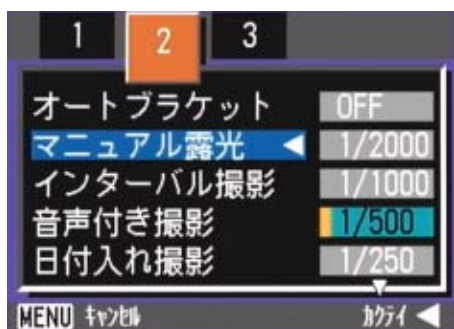 1 2 3
オートブラケット OFF
マニュアル露光 1/2000
インターバル撮影 1/1000
音声付き撮影 1/500
日付入れ撮影 1/250
MENU キャンセル カクテイ